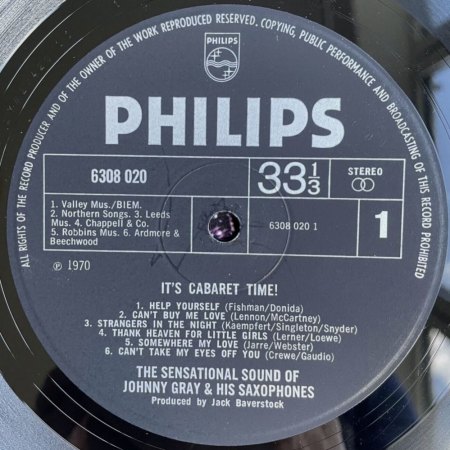 ALL RIGHTS OF THE RECORD PRODUCER AND OF THE OWNER OF THE WORK REPRODUCED RESERVED. COPYING, PUBLIC PERFORMANCE AND BROADCASTING OF THIS RECORD PROHIBITED
PHILIPS
PHILIPS
6308 020
33 1/3
STEREO
1. Valley Mus./BIEM.
2. Northern Songs. 3. Leeds
Mus. 4. Chappell & Co.
5. Robbins Mus. 6. Ardmore &
Beechwood
6308 020 1
1
℗ 1970
IT'S CABARET TIME!
1. HELP YOURSELF (Fishman/Donida)
2. CAN'T BUY ME LOVE (Lennon/McCartney)
3. STRANGERS IN THE NIGHT (Kaempfert/Singleton/Snyder)
4. THANK HEAVEN FOR LITTLE GIRLS (Lerner/Loewe)
5. SOMEWHERE MY LOVE (Jarre/Webster)
6. CAN'T TAKE MY EYES OFF YOU (Crewe/Gaudio)
THE SENSATIONAL SOUND OF
JOHNNY GRAY & HIS SAXOPHONES
Produced by Jack Baverstock